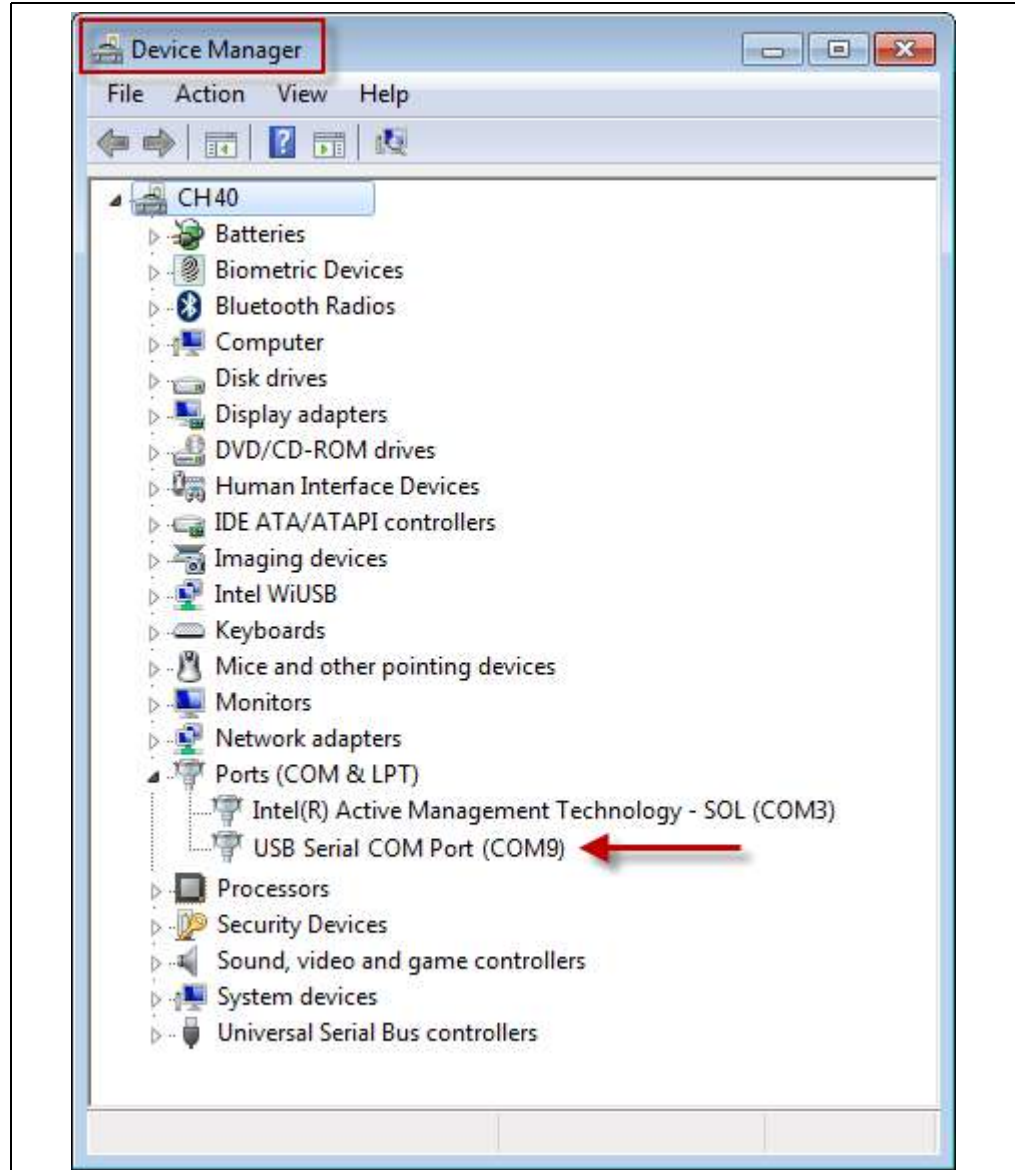 Device Manager
File Action View Help
CH40
Batteries
Biometric Devices
Bluetooth Radios
Computer
Disk drives
Display adapters
DVD/CD-ROM drives
Human Interface Devices
IDE ATA/ATAPI controllers
Imaging devices
Intel WiUSB
Keyboards
Mice and other pointing devices
Monitors
Network adapters
Ports (COM & LPT)
Intel(R) Active Management Technology - SOL (COM3)
USB Serial COM Port (COM9)
Processors
Security Devices
Sound, video and game controllers
System devices
Universal Serial Bus controllers